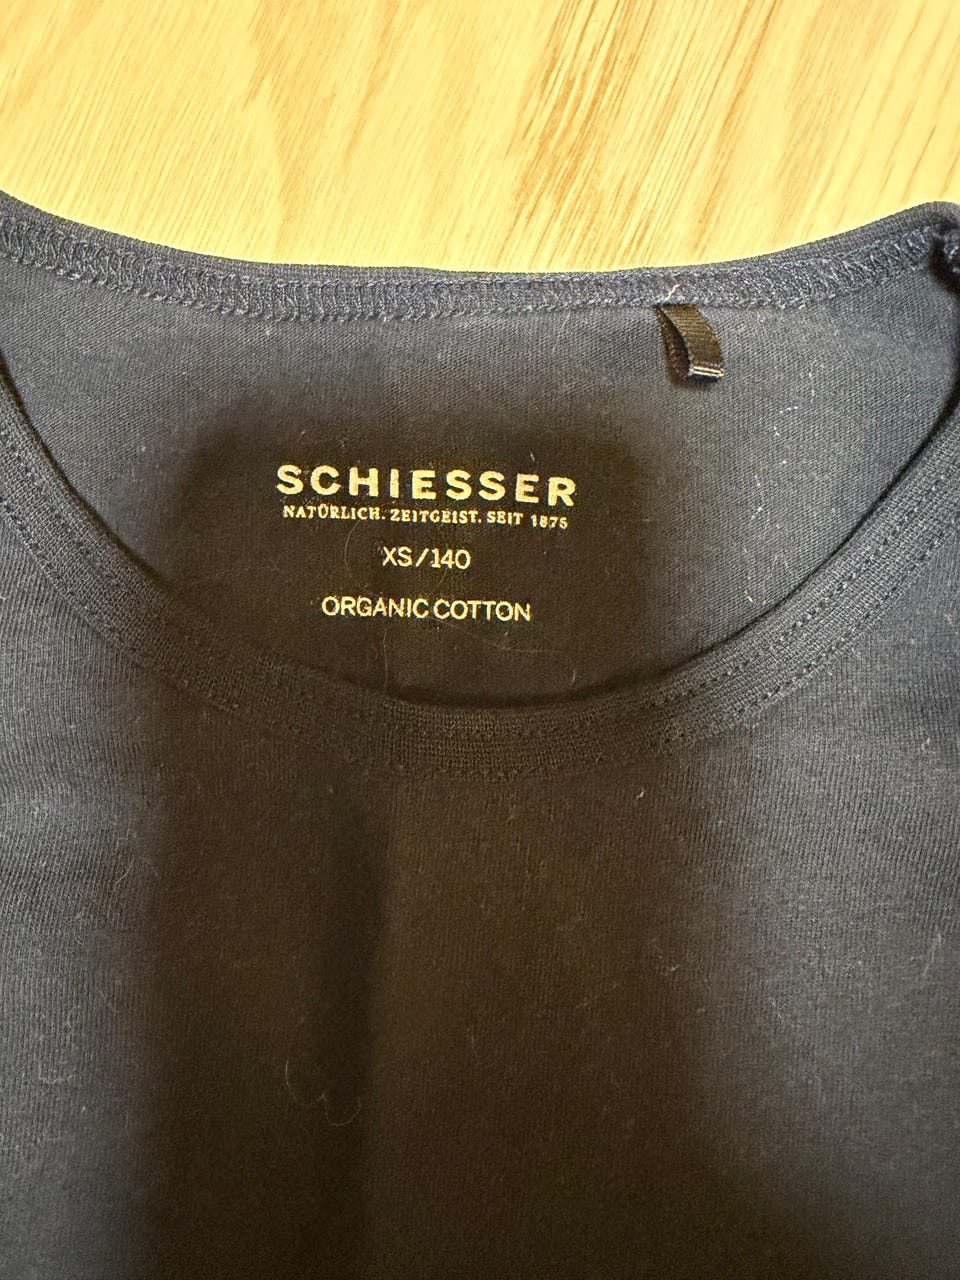 SCHIESSER
NATÜRLICH. ZEITGEIST. SEIT 1875
XS/140
ORGANIC COTTON